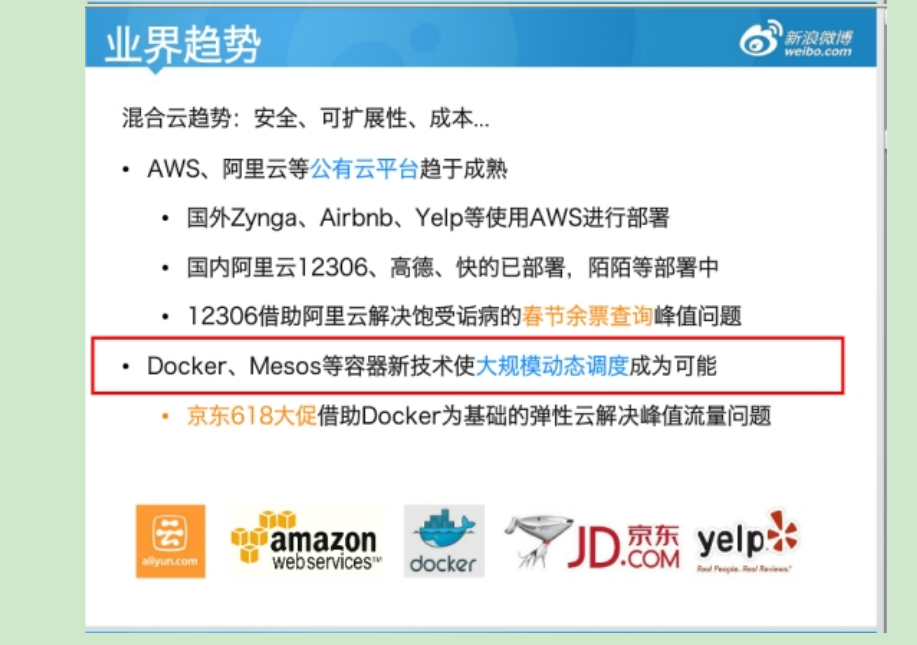 业界趋势
新浪微博
weibo.com
混合云趋势：安全、可扩展性、成本...
• AWS、阿里云等公有云平台趋于成熟
• 国外Zynga、Airbnb、Yelp等使用AWS进行部署
• 国内阿里云12306、高德、快的已部署，陌陌等部署中
• 12306借助阿里云解决饱受诟病的春节余票查询峰值问题
• Docker、Mesos等容器新技术使大规模动态调度成为可能
• 京东618大促借助Docker为基础的弹性云解决峰值流量问题
云
aliyun.com
amazon
webservices™
docker
JD.COM 京东
yelp
Real People. Real Reviews.™